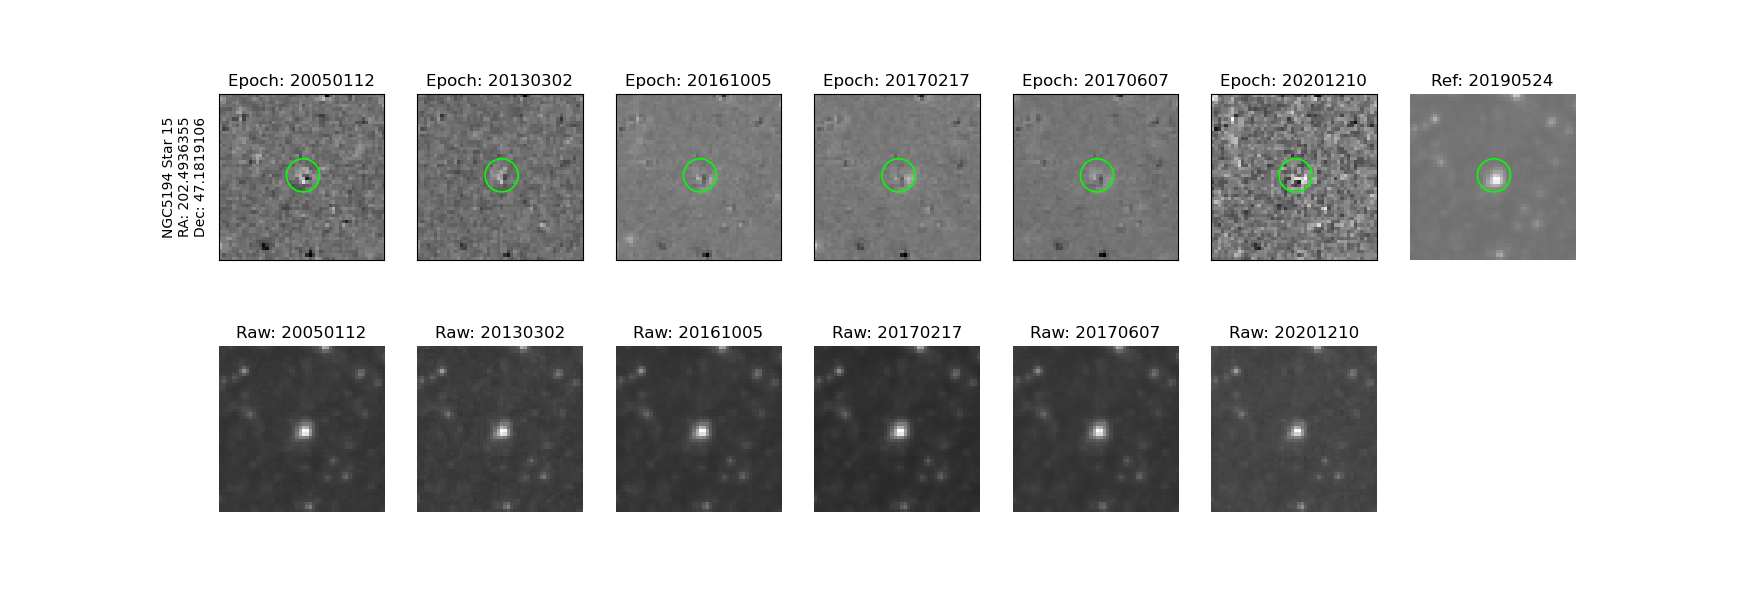 Epoch: 20050112
Epoch: 20130302
Epoch: 20161005
Epoch: 20170217
Epoch: 20170607
Epoch: 20201210
Ref: 20190524
NGC5194 Star 15
RA: 202.4936355
Dec: 47.1819106
Raw: 20050112
Raw: 20130302
Raw: 20161005
Raw: 20170217
Raw: 20170607
Raw: 20201210